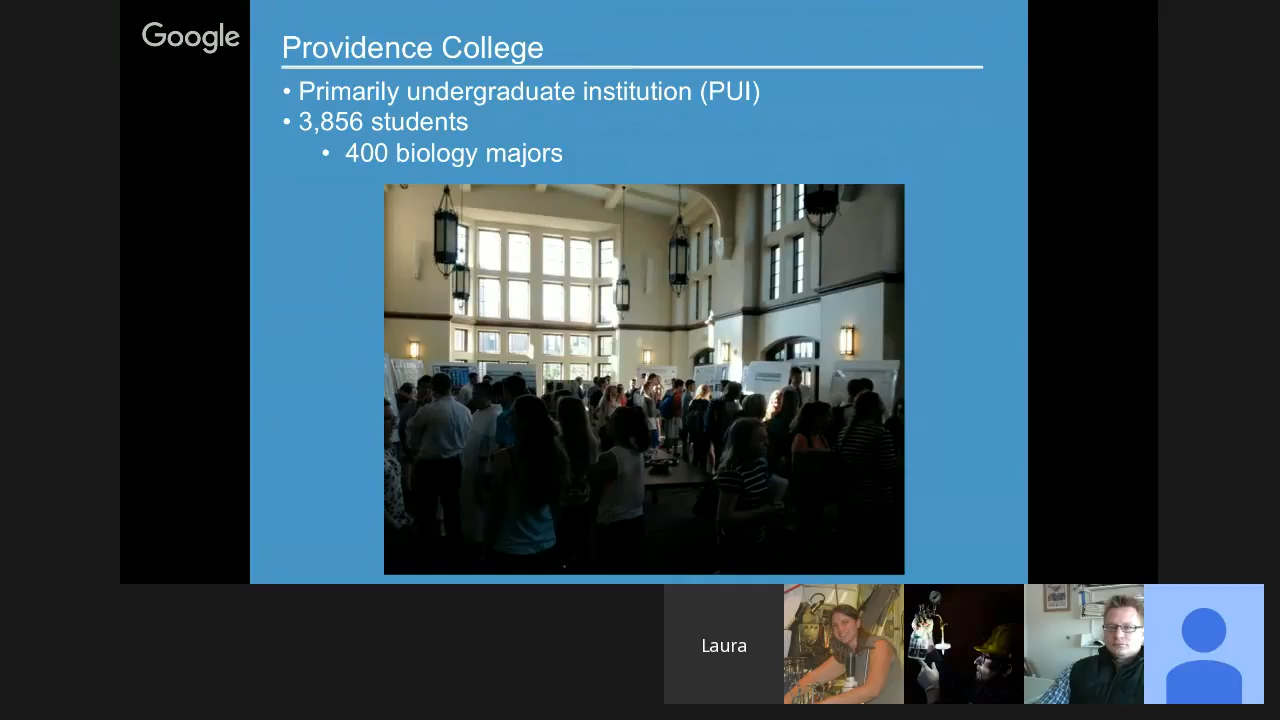 Google
Providence College
• Primarily undergraduate institution (PUI)
• 3,856 students
• 400 biology majors
Laura